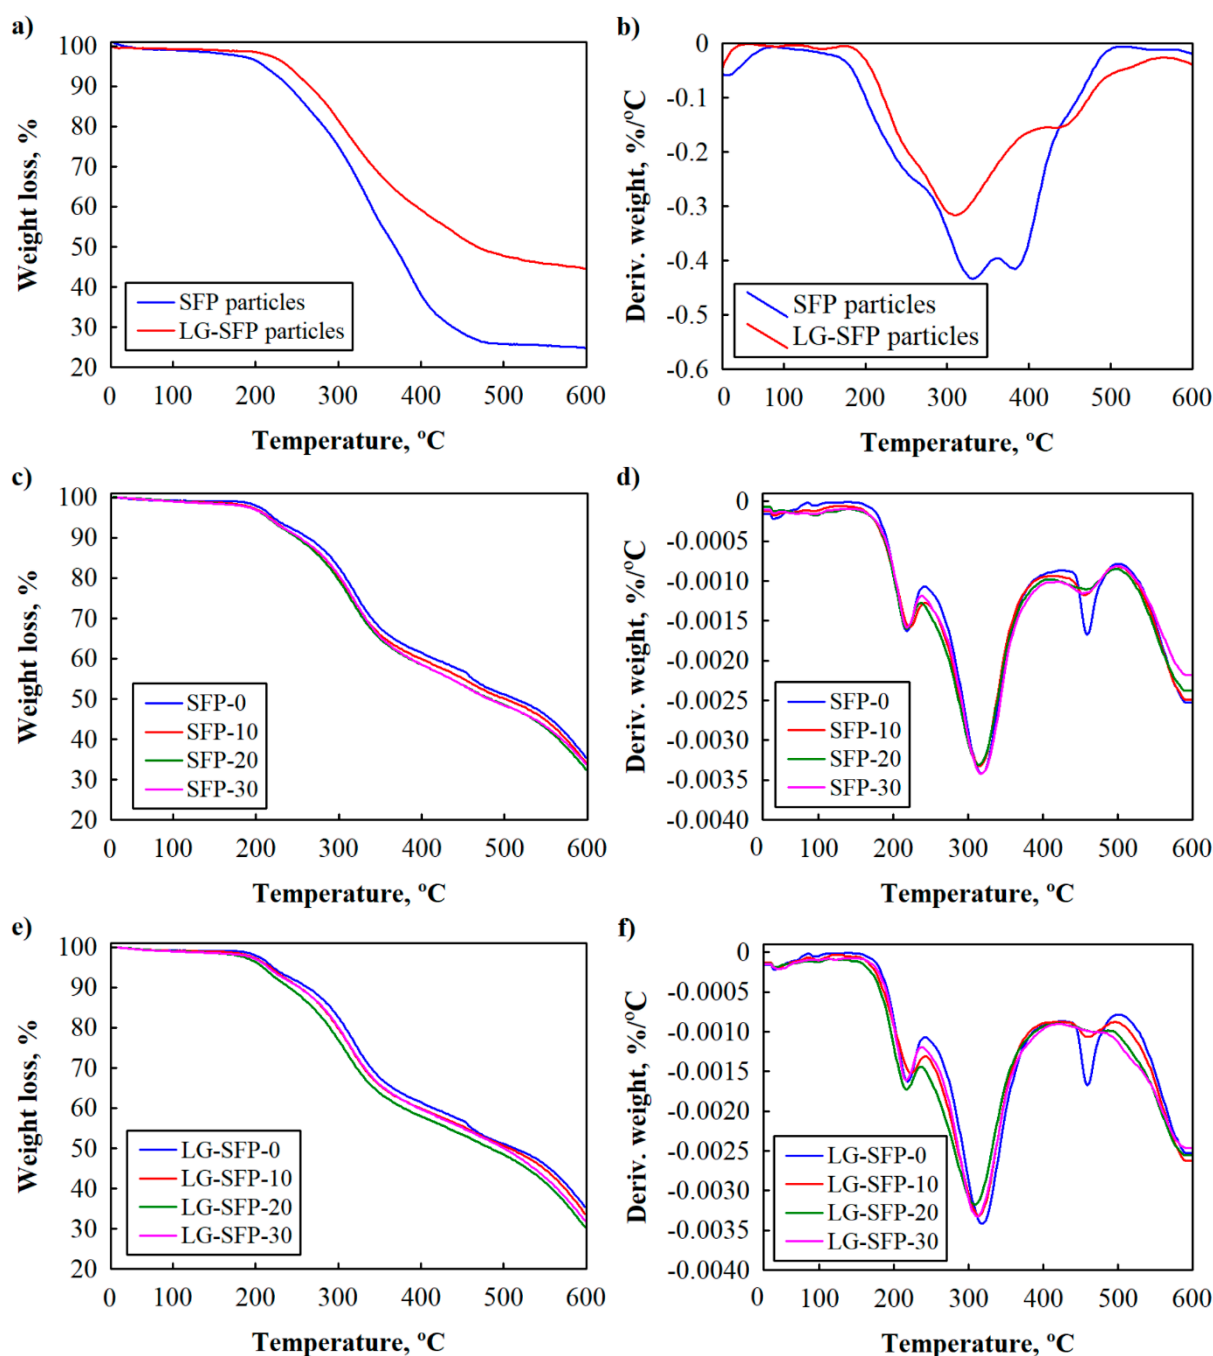 a)
100
90
80
70
60
50
40
30
20
Weight loss, %
SFP particles
LG-SFP particles
0 100 200 300 400 500 600
Temperature, ºC
b)
0
-0.1
-0.2
-0.3
-0.4
-0.5
-0.6
Deriv. weight, %/ºC
SFP particles
LG-SFP particles
0 100 200 300 400 500 600
Temperature, ºC
c)
100
90
80
70
60
50
40
30
20
Weight loss, %
SFP-0
SFP-10
SFP-20
SFP-30
0 100 200 300 400 500 600
Temperature, ºC
d)
0
-0.0005
-0.0010
-0.0015
-0.0020
-0.0025
-0.0030
-0.0035
-0.0040
Deriv. weight, %/ºC
SFP-0
SFP-10
SFP-20
SFP-30
0 100 200 300 400 500 600
Temperature, ºC
e)
100
90
80
70
60
50
40
30
20
Weight loss, %
LG-SFP-0
LG-SFP-10
LG-SFP-20
LG-SFP-30
0 100 200 300 400 500 600
Temperature, ºC
f)
0
-0.0005
-0.0010
-0.0015
-0.0020
-0.0025
-0.0030
-0.0035
-0.0040
Deriv. weight, %/ºC
LG-SFP-0
LG-SFP-10
LG-SFP-20
LG-SFP-30
0 100 200 300 400 500 600
Temperature, ºC